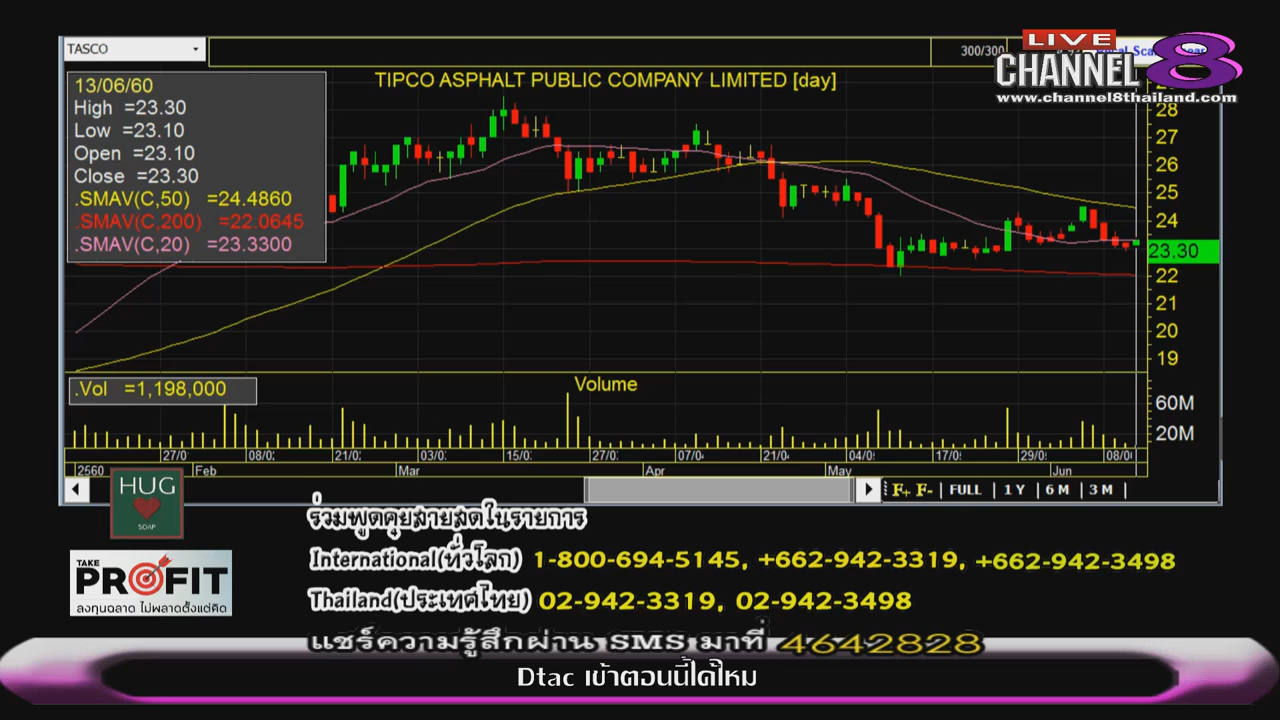 TASCO
300/300
LIVE
CHANNEL 8
www.channel8thailand.com
TIPCO ASPHALT PUBLIC COMPANY LIMITED [day]
13/06/60
High =23.30
Low =23.10
Open =23.10
Close =23.30
.SMAV(C,50) =24.4860
.SMAV(C,200) =22.0645
.SMAV(C,20) =23.3300
28
27
26
25
24
23.30
22
21
20
19
.Vol =1,198,000
Volume
60M
20M
27/0 08/0 21/0 03/0 15/0 27/0 07/0 21/0 04/0 17/0 29/0 08/0
2560 Feb Mar Apr May Jun
F+ F- FULL 1 Y 6 M 3 M
HUG
SOAP
ร่วมพูดคุยสายสดในรายการ
International(ทั่วโลก) 1-800-694-5145, +662-942-3319, +662-942-3498
TAKE
PROFIT
ลงทุนฉลาด ไม่พลาดตั้งแต่คิด
Thailand(ประเทศไทย) 02-942-3319, 02-942-3498
แชร์ความรู้สึกผ่าน SMS มาที่ 4642828
Dtac เข้าตอนนี้ได้ไหม